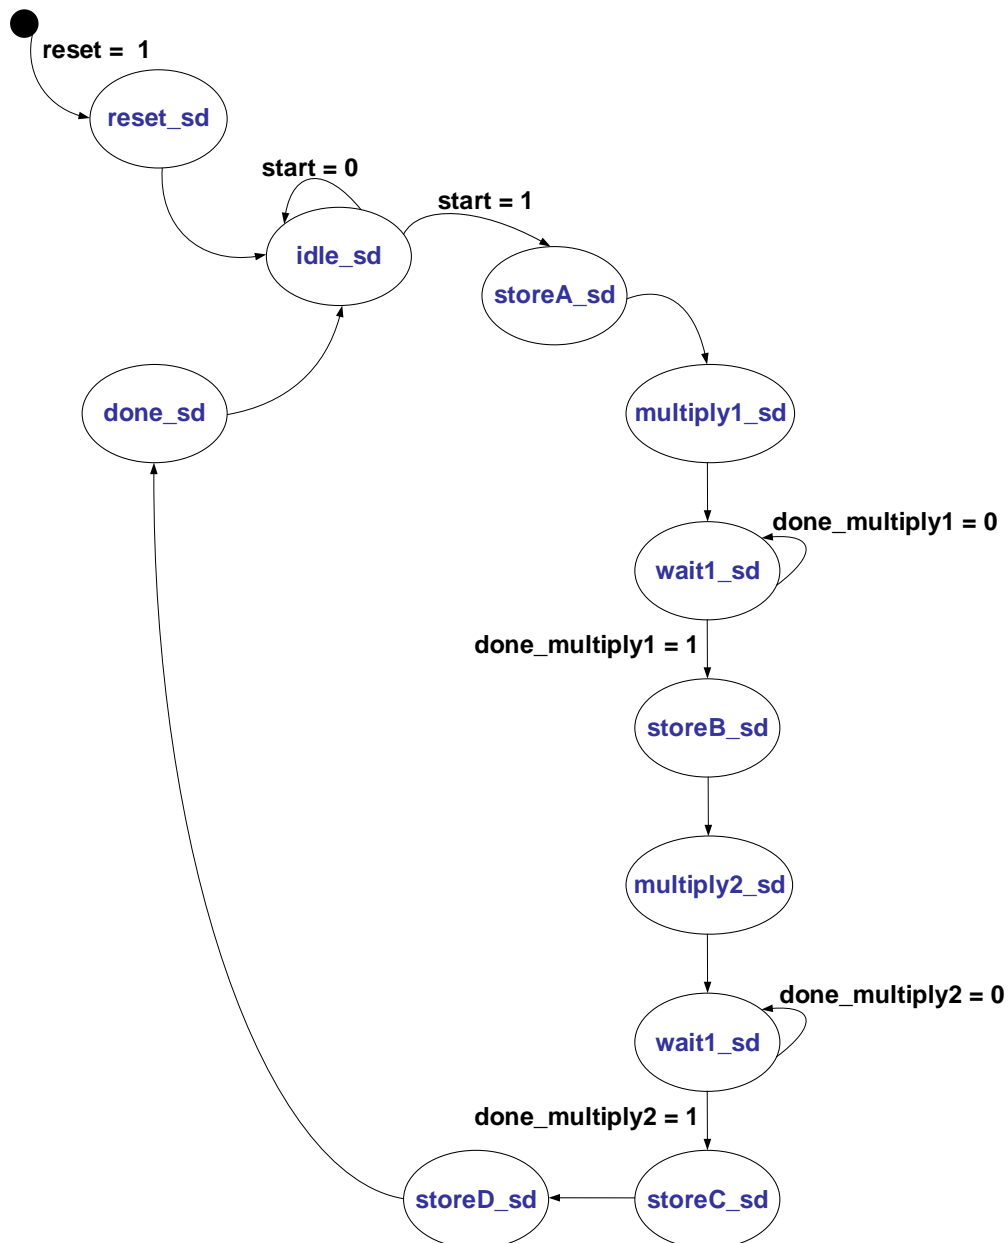 reset =  1
reset_sd
start = 0
start = 1
idle_sd
storeA_sd
done_sd
multiply1_sd
done_multiply1 = 0
wait1_sd
done_multiply1 = 1
storeB_sd
multiply2_sd
done_multiply2 = 0
wait1_sd
done_multiply2 = 1
storeD_sd
storeC_sd